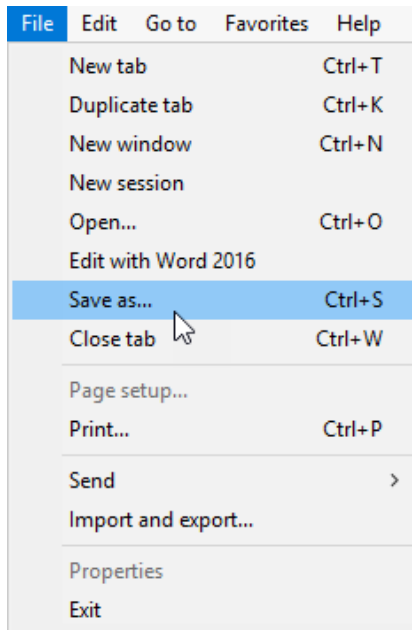 File Edit Go to Favorites Help
New tab Ctrl+T
Duplicate tab Ctrl+K
New window Ctrl+N
New session
Open... Ctrl+O
Edit with Word 2016
Save as... Ctrl+S
Close tab Ctrl+W
Page setup...
Print... Ctrl+P
Send
Import and export...
Properties
Exit